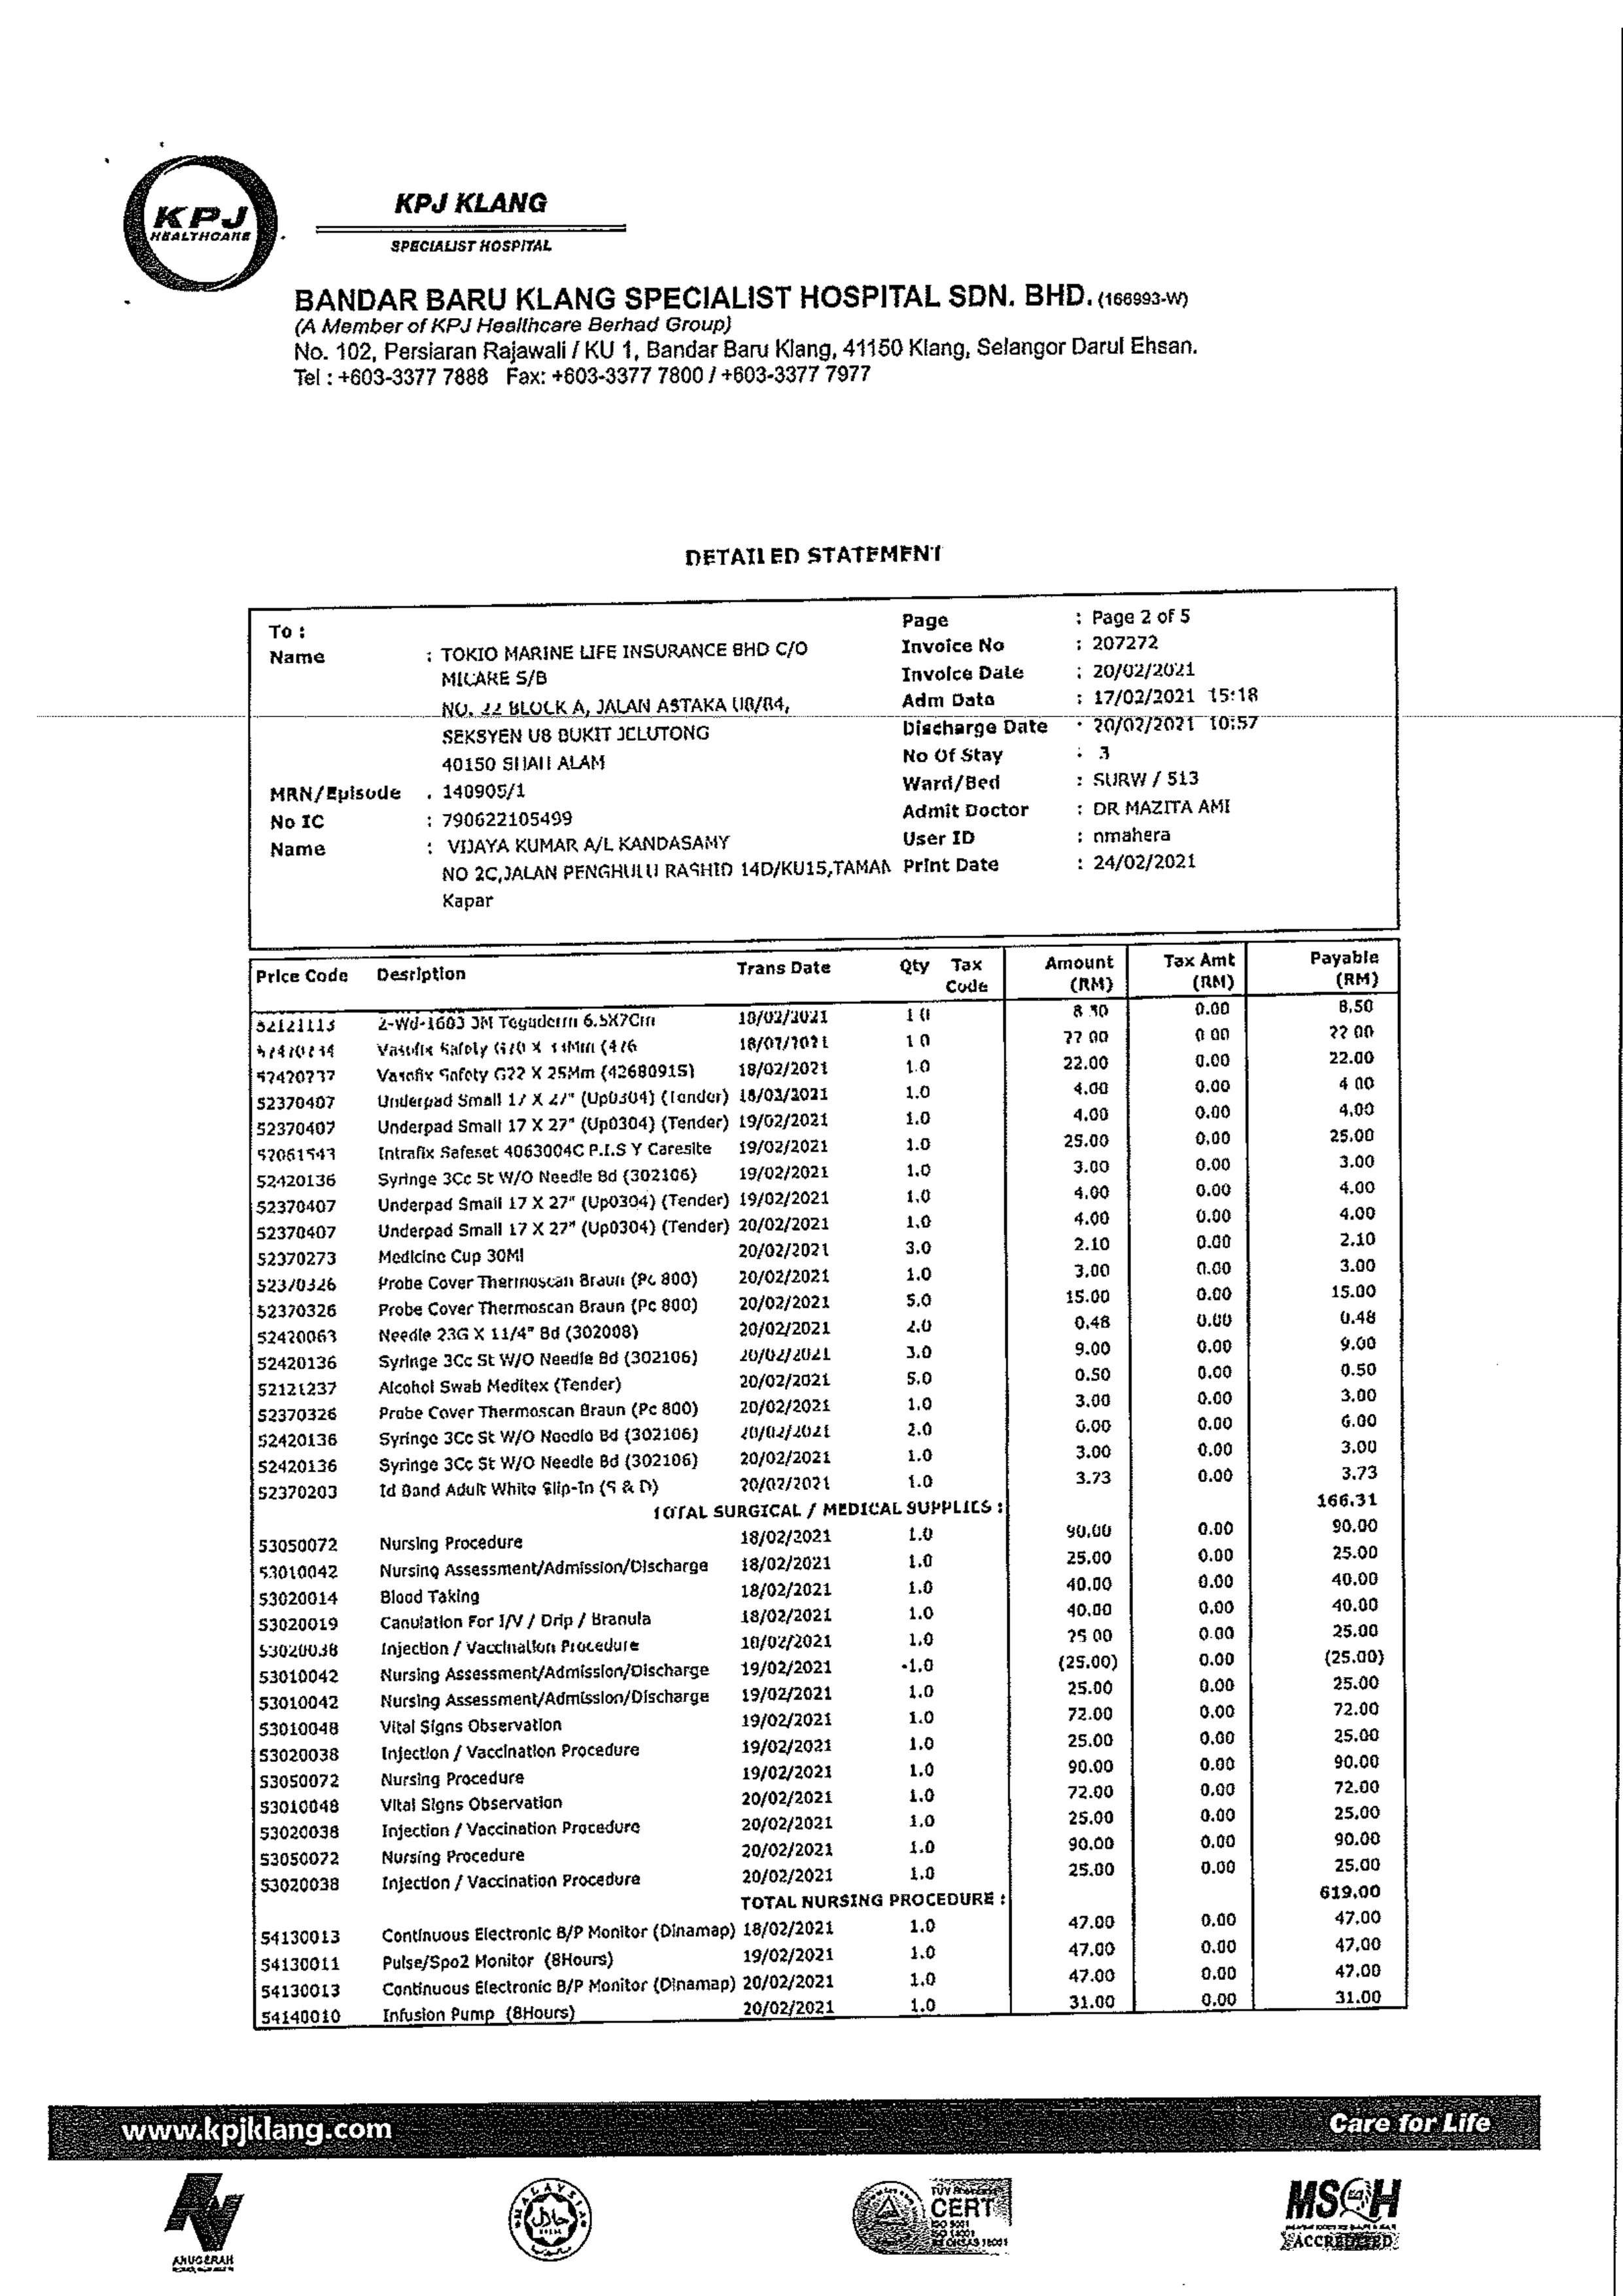 KPJ
HEALTHCARE
KPJ KLANG
SPECIALIST HOSPITAL
BANDAR BARU KLANG SPECIALIST HOSPITAL SDN. BHD. (166993-W)
(A Member of KPJ Healthcare Berhad Group)
No. 102, Persiaran Rajawali / KU 1, Bandar Baru Klang, 41150 Klang, Selangor Darul Ehsan.
Tel : +603-3377 7888 Fax: +603-3377 7800 / +603-3377 7977
DETAILED STATEMENT
To :
Name : TOKIO MARINE LIFE INSURANCE BHD C/O
MICARE S/B
NO. 22 BLOCK A, JALAN ASTAKA U8/84,
SEKSYEN U8 BUKIT JELUTONG
40150 SHAH ALAM
MRN/Episode : 140905/1
No IC : 790622105499
Name : VIJAYA KUMAR A/L KANDASAMY
NO 2C,JALAN PENGHULU RASHID 14D/KU15,TAMAN
Kapar
Page : Page 2 of 5
Invoice No : 207272
Invoice Date : 20/02/2021
Adm Date : 17/02/2021 15:18
Discharge Date : 20/02/2021 10:57
No Of Stay : 3
Ward/Bed : SURW / 513
Admit Doctor : DR MAZITA AMI
User ID : nmahera
Print Date : 24/02/2021
Price Code Desription Trans Date Qty Tax Code Amount (RM) Tax Amt (RM) Payable (RM)
52121113 2-Wd-1603 3M Tegaderm 6.5X7Cm 18/02/2021 1.0 8.50 0.00 8.50
Vasofix Safety 18/02/2021 1.0 22.00 0.00 22.00
52420237 Vasofix Safety G22 X 25Mm (4268091S) 18/02/2021 1.0 22.00 0.00 22.00
52370407 Underpad Small 17 X 27" (Up0304) (Tender) 18/02/2021 1.0 4.00 0.00 4.00
52370407 Underpad Small 17 X 27" (Up0304) (Tender) 19/02/2021 1.0 4.00 0.00 4.00
52061543 Intrafix Safeset 4063004C P.I.S Y Caresite 19/02/2021 1.0 25.00 0.00 25.00
52420136 Syringe 3Cc St W/O Needle Bd (302106) 19/02/2021 1.0 3.00 0.00 3.00
52370407 Underpad Small 17 X 27" (Up0304) (Tender) 19/02/2021 1.0 4.00 0.00 4.00
52370407 Underpad Small 17 X 27" (Up0304) (Tender) 20/02/2021 1.0 4.00 0.00 4.00
52370273 Medicine Cup 30Ml 20/02/2021 3.0 2.10 0.00 2.10
52370326 Probe Cover Thermoscan Braun (Pc 800) 20/02/2021 1.0 3.00 0.00 3.00
52370326 Probe Cover Thermoscan Braun (Pc 800) 20/02/2021 5.0 15.00 0.00 15.00
52420063 Needle 23G X 11/4" Bd (302008) 20/02/2021 2.0 0.48 0.00 0.48
52420136 Syringe 3Cc St W/O Needle Bd (302106) 20/02/2021 3.0 9.00 0.00 9.00
52121237 Alcohol Swab Meditex (Tender) 20/02/2021 5.0 0.50 0.00 0.50
52370326 Probe Cover Thermoscan Braun (Pc 800) 20/02/2021 1.0 3.00 0.00 3.00
52420136 Syringe 3Cc St W/O Needle Bd (302106) 20/02/2021 2.0 6.00 0.00 6.00
52420136 Syringe 3Cc St W/O Needle Bd (302106) 20/02/2021 1.0 3.00 0.00 3.00
52370203 Id Band Adult White Slip-In (S & D) 20/02/2021 1.0 3.73 0.00 3.73
TOTAL SURGICAL / MEDICAL SUPPLIES : 166.31
53050072 Nursing Procedure 18/02/2021 1.0 90.00 0.00 90.00
53010042 Nursing Assessment/Admission/Discharge 18/02/2021 1.0 25.00 0.00 25.00
53020014 Blood Taking 18/02/2021 1.0 40.00 0.00 40.00
53020019 Canulation For I/V / Drip / Branula 18/02/2021 1.0 40.00 0.00 40.00
53020038 Injection / Vaccination Procedure 18/02/2021 1.0 25.00 0.00 25.00
53010042 Nursing Assessment/Admission/Discharge 19/02/2021 -1.0 (25.00) 0.00 (25.00)
53010042 Nursing Assessment/Admission/Discharge 19/02/2021 1.0 25.00 0.00 25.00
53010048 Vital Signs Observation 19/02/2021 1.0 72.00 0.00 72.00
53020038 Injection / Vaccination Procedure 19/02/2021 1.0 25.00 0.00 25.00
53050072 Nursing Procedure 19/02/2021 1.0 90.00 0.00 90.00
53010048 Vital Signs Observation 20/02/2021 1.0 72.00 0.00 72.00
53020038 Injection / Vaccination Procedure 20/02/2021 1.0 25.00 0.00 25.00
53050072 Nursing Procedure 20/02/2021 1.0 90.00 0.00 90.00
53020038 Injection / Vaccination Procedure 20/02/2021 1.0 25.00 0.00 25.00
TOTAL NURSING PROCEDURE : 619.00
54130013 Continuous Electronic B/P Monitor (Dinamap) 18/02/2021 1.0 47.00 0.00 47.00
54130011 Pulse/Spo2 Monitor (8Hours) 19/02/2021 1.0 47.00 0.00 47.00
54130013 Continuous Electronic B/P Monitor (Dinamap) 20/02/2021 1.0 47.00 0.00 47.00
54140010 Infusion Pump (8Hours) 20/02/2021 1.0 31.00 0.00 31.00
www.kpjklang.com Care for Life
ANUGERAH
MALAYSIA
حلال
CERT
ISO 9001
ISO 14001
MSQH
ACCREDITED